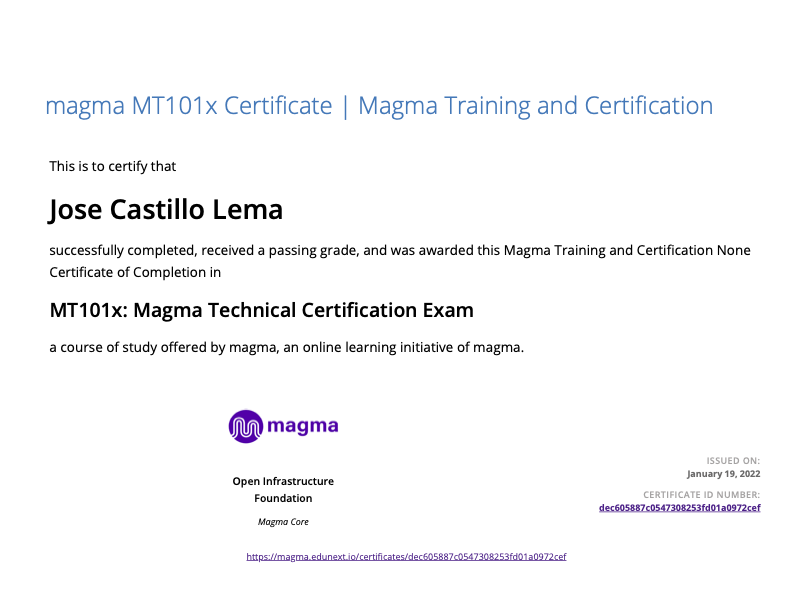 magma MT101x Certificate | Magma Training and Certification
This is to certify that
Jose Castillo Lema
successfully completed, received a passing grade, and was awarded this Magma Training and Certification None
Certificate of Completion in
MT101x: Magma Technical Certification Exam
a course of study offered by magma, an online learning initiative of magma.
magma
Open Infrastructure
Foundation
Magma Core
ISSUED ON:
January 19, 2022
CERTIFICATE ID NUMBER:
dec605887c0547308253fd01a0972cef
https://magma.edunext.io/certificates/dec605887c0547308253fd01a0972cef